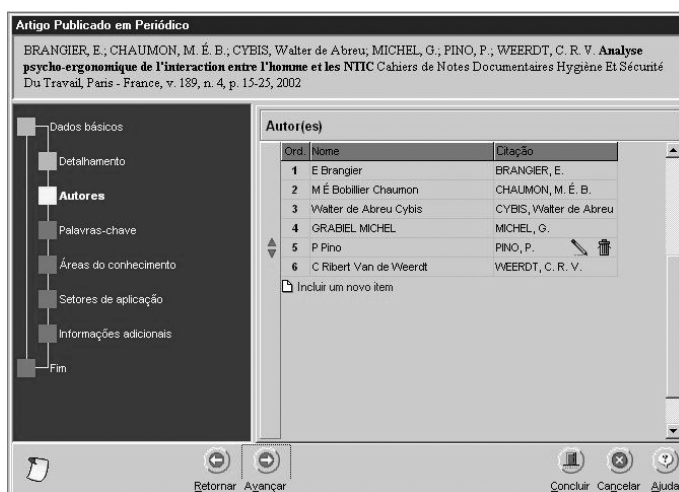 Artigo Publicado em Periódico
BRANGIER, E.; CHAUMON, M. É. B.; CYBIS, Walter de Abreu; MICHEL, G.; PINO, P.; WEERDT, C. R. V. Analyse
psycho-ergonomique de l'interaction entre l'homme et les NTIC Cahiers de Notes Documentaires Hygiène Et Sécurité
Du Travail, Paris - France, v. 189, n. 4, p. 15-25, 2002
Dados básicos
Detalhamento
Autores
Palavras-chave
Áreas do conhecimento
Setores de aplicação
Informações adicionais
Fim
Autor(es)
Ord. Nome Citação
1 E Brangier BRANGIER, E.
2 M É Bobillier Chaumon CHAUMON, M. É. B.
3 Walter de Abreu Cybis CYBIS, Walter de Abreu
4 GRABIEL MICHEL MICHEL, G.
5 P Pino PINO, P.
6 C Ribert Van de Weerdt WEERDT, C. R. V.
Incluir um novo item
Retornar Avançar Concluir Cancelar Ajuda